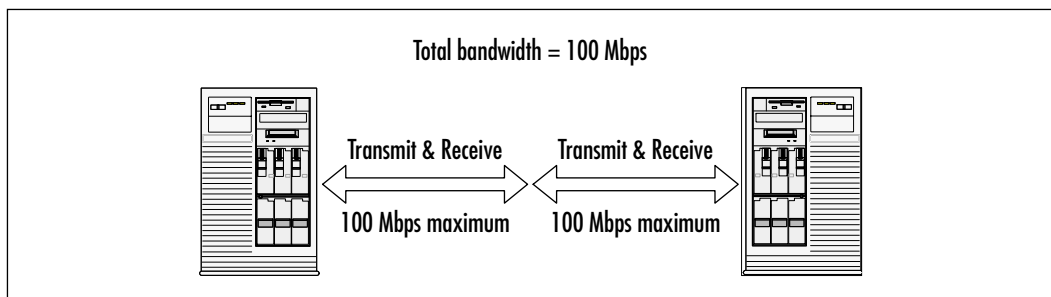 Total bandwidth = 100 Mbps
Transmit & Receive
Transmit & Receive
100 Mbps maximum
100 Mbps maximum